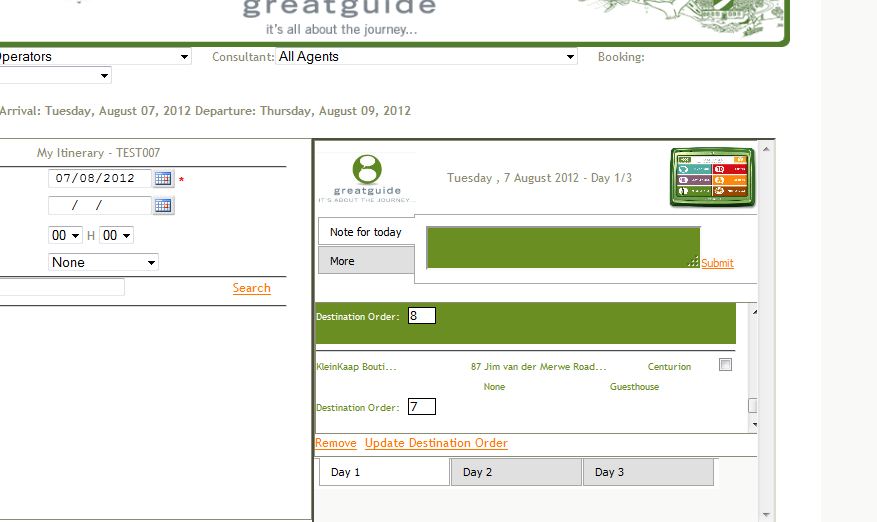 greatguide
it's all about the journey...
Operators
Consultant: All Agents
Booking:
Arrival: Tuesday, August 07, 2012 Departure: Thursday, August 09, 2012
My Itinerary - TEST007
07/08/2012 *
/ /
00 H 00
None
Search
greatguide
IT'S ABOUT THE JOURNEY...
Tuesday , 7 August 2012 - Day 1/3
Note for today
More
Submit
Destination Order: 8
KleinKaap Bouti... 87 Jim van der Merwe Road... Centurion
None Guesthouse
Destination Order: 7
Remove Update Destination Order
Day 1 Day 2 Day 3